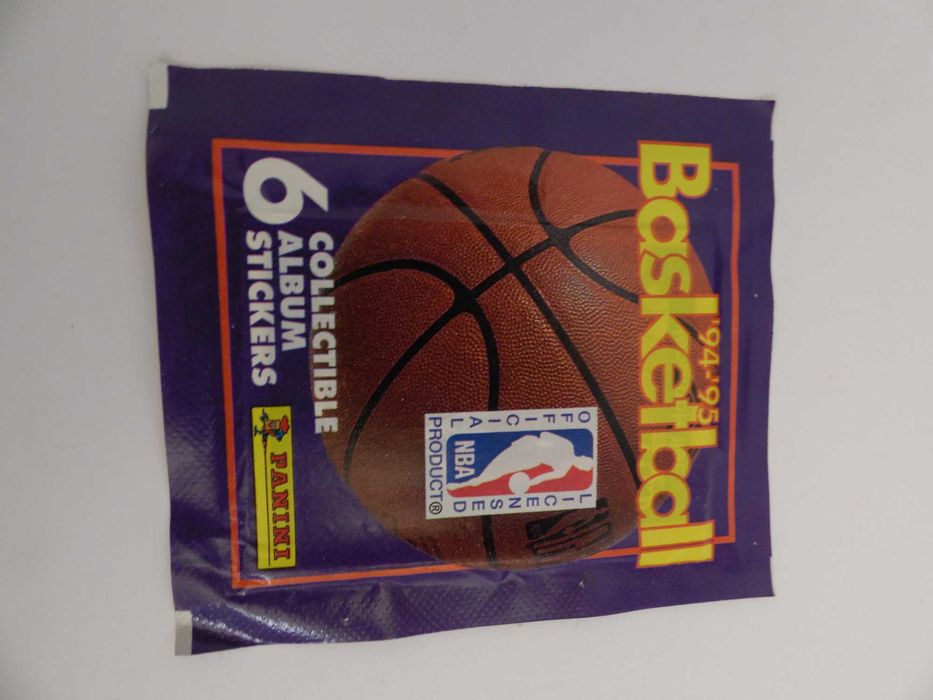 '94-'95
Basketball
OFFICIAL
LICENSED
NBA
PRODUCT®
COLLECTIBLE
6 ALBUM
STICKERS
PANINI